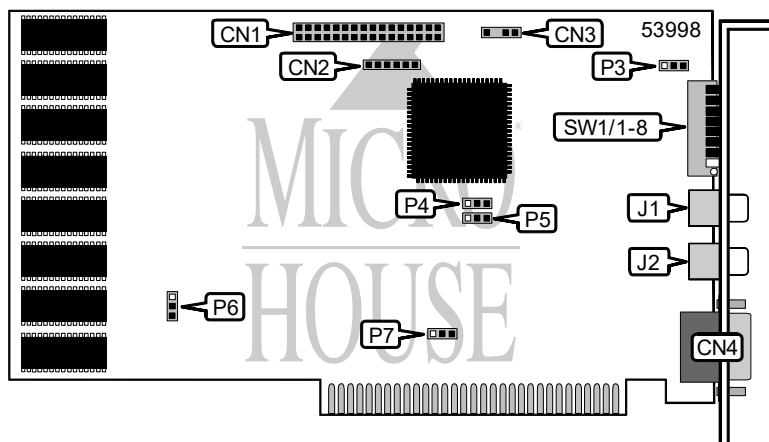 CN1
CN3
53998
CN2
P3
SW1/1-8
MICRO
®
P4
J1
P5
J2
HOUSE
P6
P7
CN4